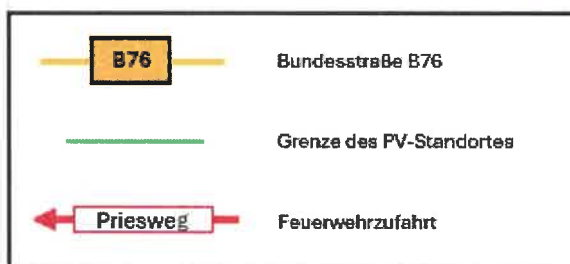 B76 Bundesstraße B76
Grenze des PV-Standortes
Priesweg Feuerwehrzufahrt